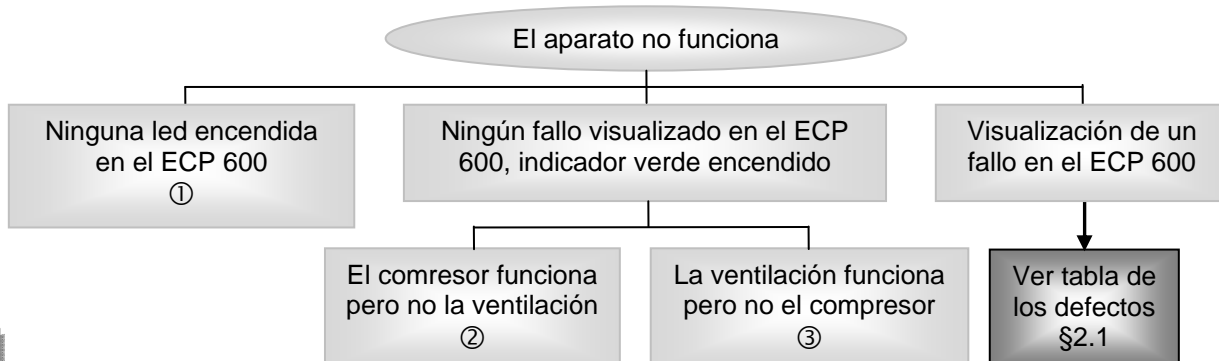 El aparato no funciona
Ninguna led encendida
en el ECP 600
①
Ningún fallo visualizado en el ECP
600, indicador verde encendido
Visualización de un
fallo en el ECP 600
El comresor funciona
pero no la ventilación
②
La ventilación funciona
pero no el compresor
③
Ver tabla de
los defectos
§2.1